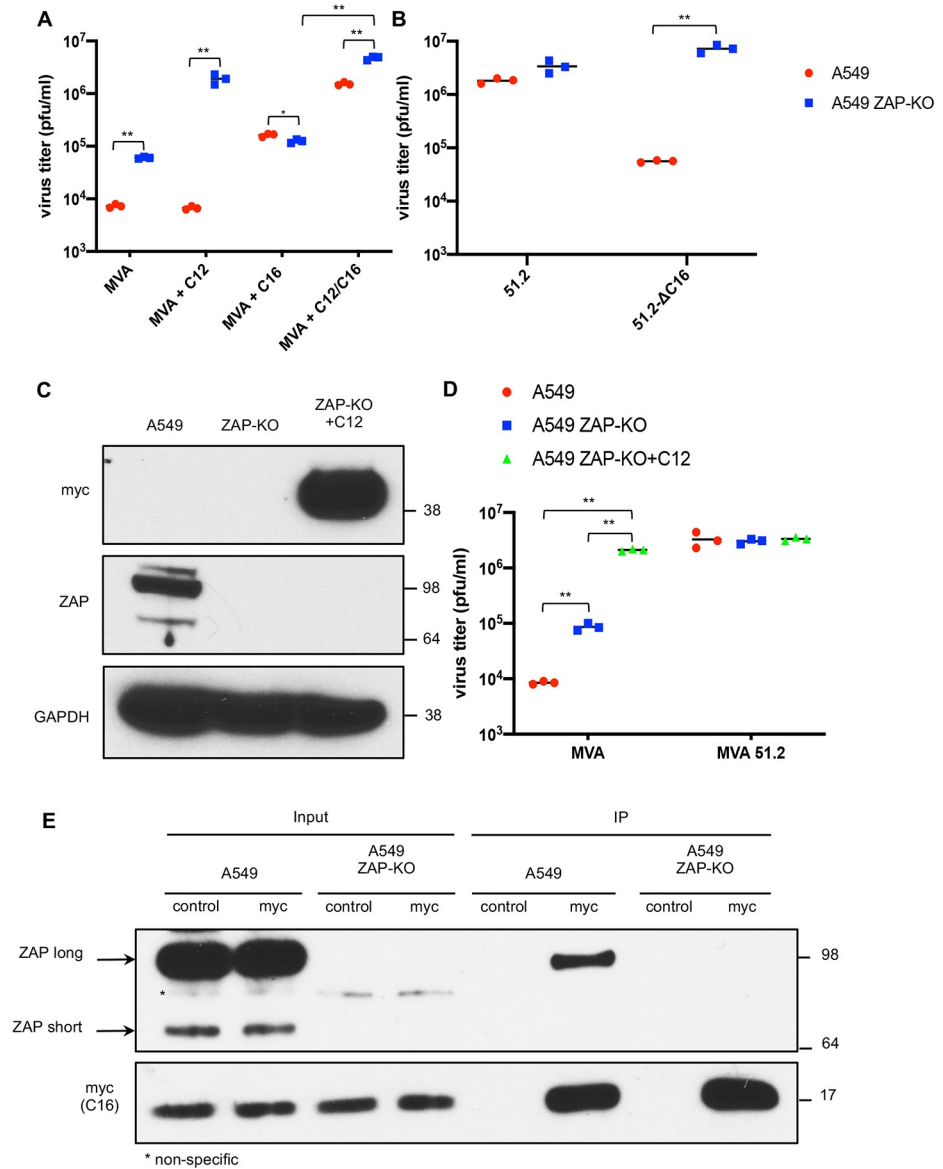 A
**
**
**
**
*
**
virus titer (pfu/ml)
10⁷
10⁶
10⁵
10⁴
10³
MVA
MVA + C12
MVA + C16
MVA + C12/C16
B
**
virus titer (pfu/ml)
10⁷
10⁶
10⁵
10⁴
10³
51.2
51.2-ΔC16
A549
A549 ZAP-KO
C
A549
ZAP-KO
ZAP-KO
+C12
myc
38
ZAP
98
64
GAPDH
38
D
A549
A549 ZAP-KO
A549 ZAP-KO+C12
**
**
**
virus titer (pfu/ml)
10⁷
10⁶
10⁵
10⁴
10³
MVA
MVA 51.2
E
Input
IP
A549
A549
ZAP-KO
A549
A549
ZAP-KO
control
myc
control
myc
control
myc
control
myc
ZAP long
98
*
ZAP short
64
myc
(C16)
17
* non-specific